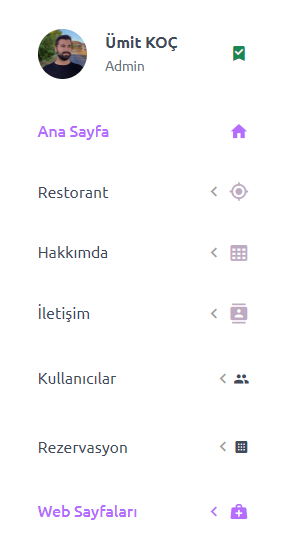 Ümit KOÇ
Admin
Ana Sayfa
Restorant
Hakkımda
İletişim
Kullanıcılar
Rezervasyon
Web Sayfaları